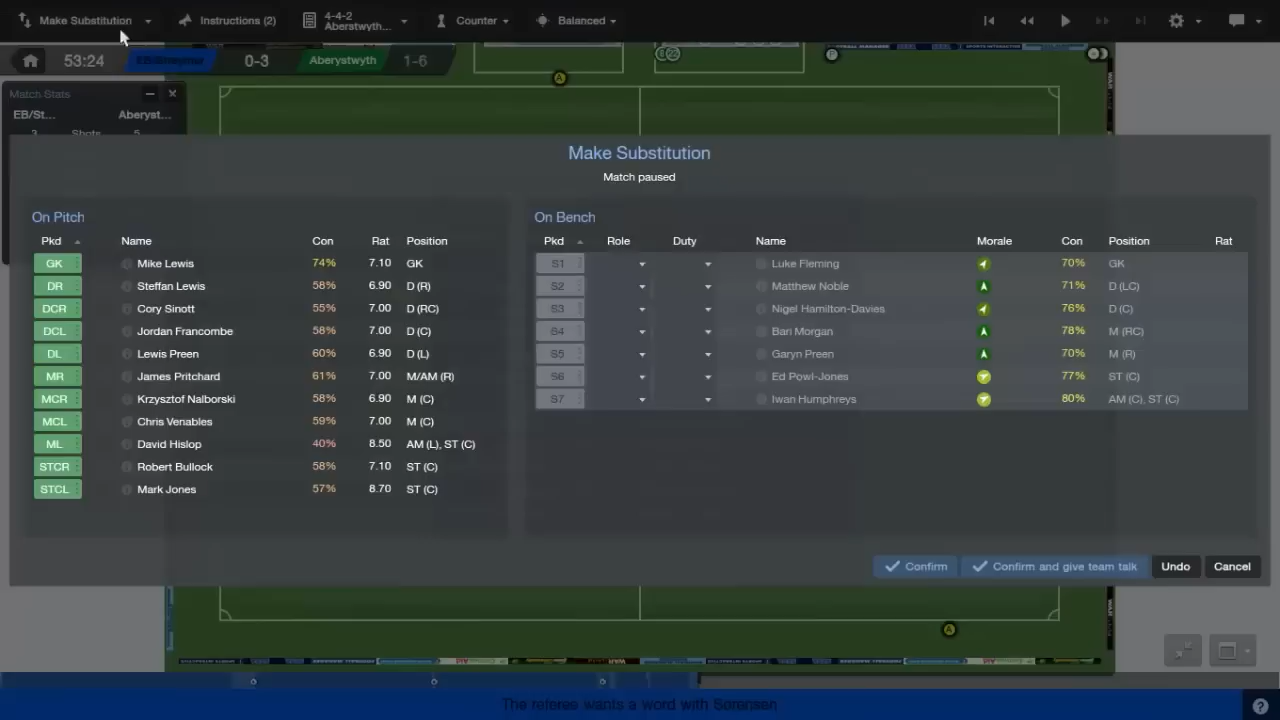 Make Substitution
Instructions (2)
4-4-2
Aberstwyth...
Counter
Balanced
53:24
0-3
Aberystwyth
1-6
Match Stats
EB/St...
Aberyst...
3
Shots
5
Make Substitution
Match paused
On Pitch
On Bench
Pkd
Name
Con
Rat
Position
Pkd
Role
Duty
Name
Morale
Con
Position
Rat
GK
Mike Lewis
74%
7.10
GK
S1
Luke Fleming
70%
GK
DR
Steffan Lewis
58%
6.90
D (R)
S2
Matthew Noble
71%
D (LC)
DCR
Cory Sinott
55%
7.00
D (RC)
S3
Nigel Hamilton-Davies
76%
D (C)
DCL
Jordan Francombe
58%
7.00
D (C)
S4
Bari Morgan
78%
M (RC)
DL
Lewis Preen
60%
6.90
D (L)
S5
Garyn Preen
70%
M (R)
MR
James Pritchard
61%
7.00
M/AM (R)
S6
Ed Powl-Jones
77%
ST (C)
MCR
Krzysztof Nalborski
58%
6.90
M (C)
S7
Iwan Humphreys
80%
AM (C), ST (C)
MCL
Chris Venables
59%
7.00
M (C)
ML
David Hislop
40%
8.50
AM (L), ST (C)
STCR
Robert Bullock
58%
7.10
ST (C)
STCL
Mark Jones
57%
8.70
ST (C)
Confirm
Confirm and give team talk
Undo
Cancel
The referee wants a word with Sorensen